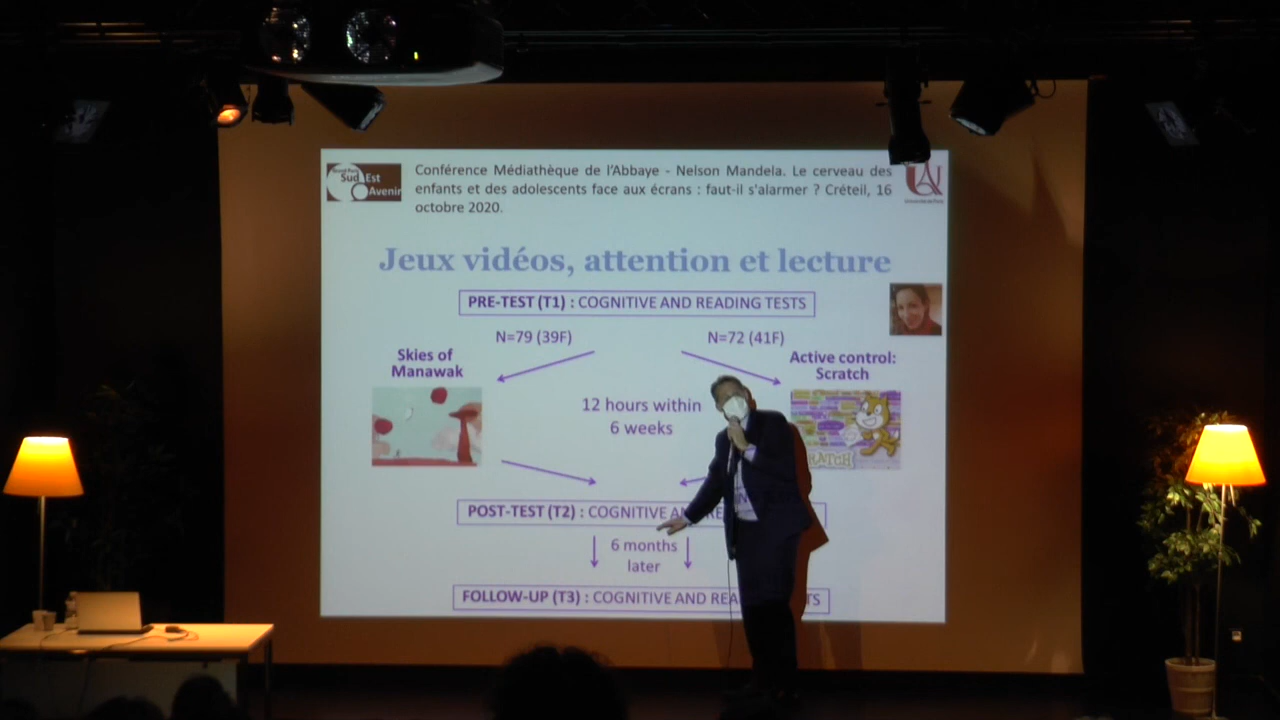 Sud Est
Avenir
Conférence Médiathèque de l'Abbaye - Nelson Mandela. Le cerveau des
enfants et des adolescents face aux écrans : faut-il s'alarmer ? Créteil, 16
octobre 2020.
Jeux vidéos, attention et lecture
PRE-TEST (T1) : COGNITIVE AND READING TESTS
N=79 (39F)
N=72 (41F)
Skies of
Manawak
Active control:
Scratch
12 hours within
6 weeks
POST-TEST (T2) : COGNITIVE
6 months
later
FOLLOW-UP (T3) : COGNITIVE AND